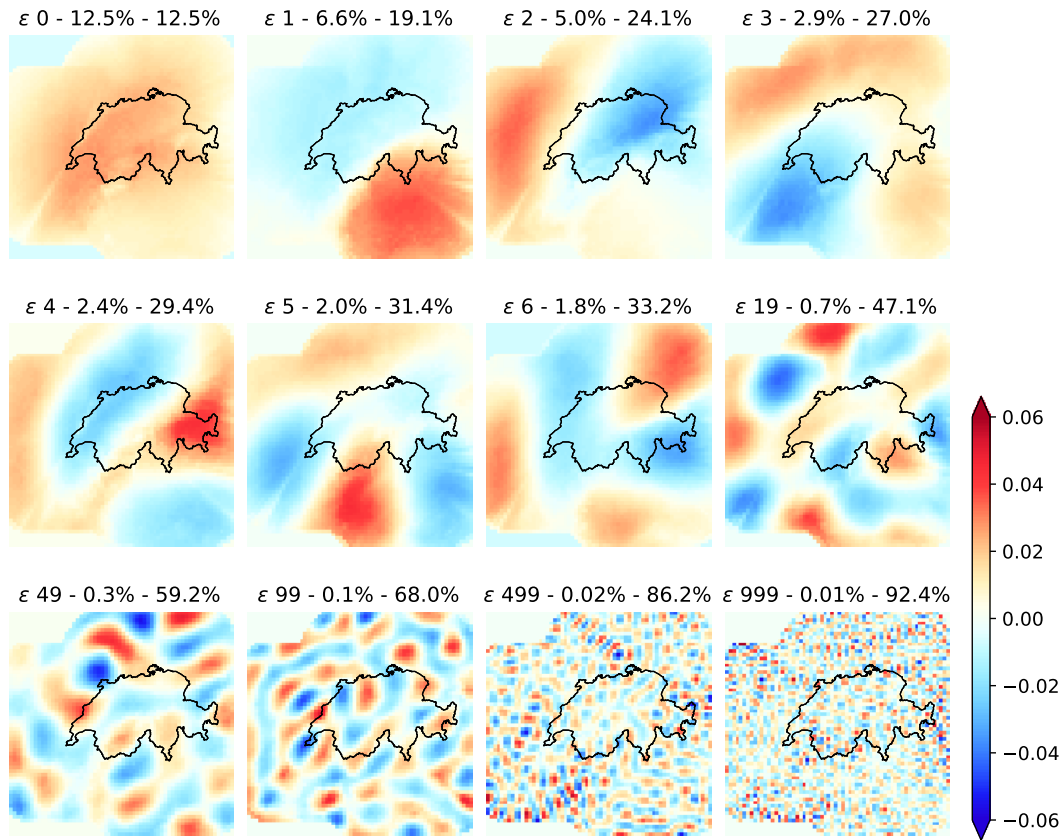 ε 0 - 12.5% - 12.5%
ε 1 - 6.6% - 19.1%
ε 2 - 5.0% - 24.1%
ε 3 - 2.9% - 27.0%
ε 4 - 2.4% - 29.4%
ε 5 - 2.0% - 31.4%
ε 6 - 1.8% - 33.2%
ε 19 - 0.7% - 47.1%
ε 49 - 0.3% - 59.2%
ε 99 - 0.1% - 68.0%
ε 499 - 0.02% - 86.2%
ε 999 - 0.01% - 92.4%
0.06
0.04
0.02
0.00
−0.02
−0.04
−0.06